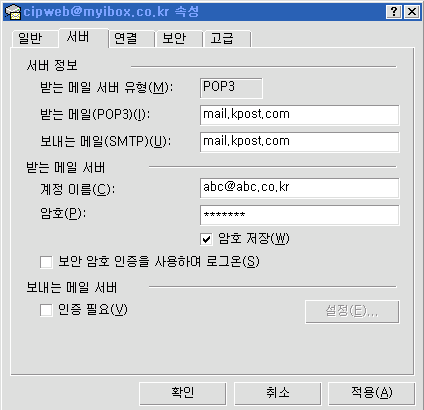 cipweb@myibox.co.kr 속성
일반 서버 연결 보안 고급
서버 정보
받는 메일 서버 유형(M): POP3
받는 메일(POP3)(I): mail.kpost.com
보내는 메일(SMTP)(U): mail.kpost.com
받는 메일 서버
계정 이름(C): abc@abc.co.kr
암호(P): *******
암호 저장(W)
보안 암호 인증을 사용하며 로그온(S)
보내는 메일 서버
인증 필요(V) 설정(E)...
확인 취소 적용(A)